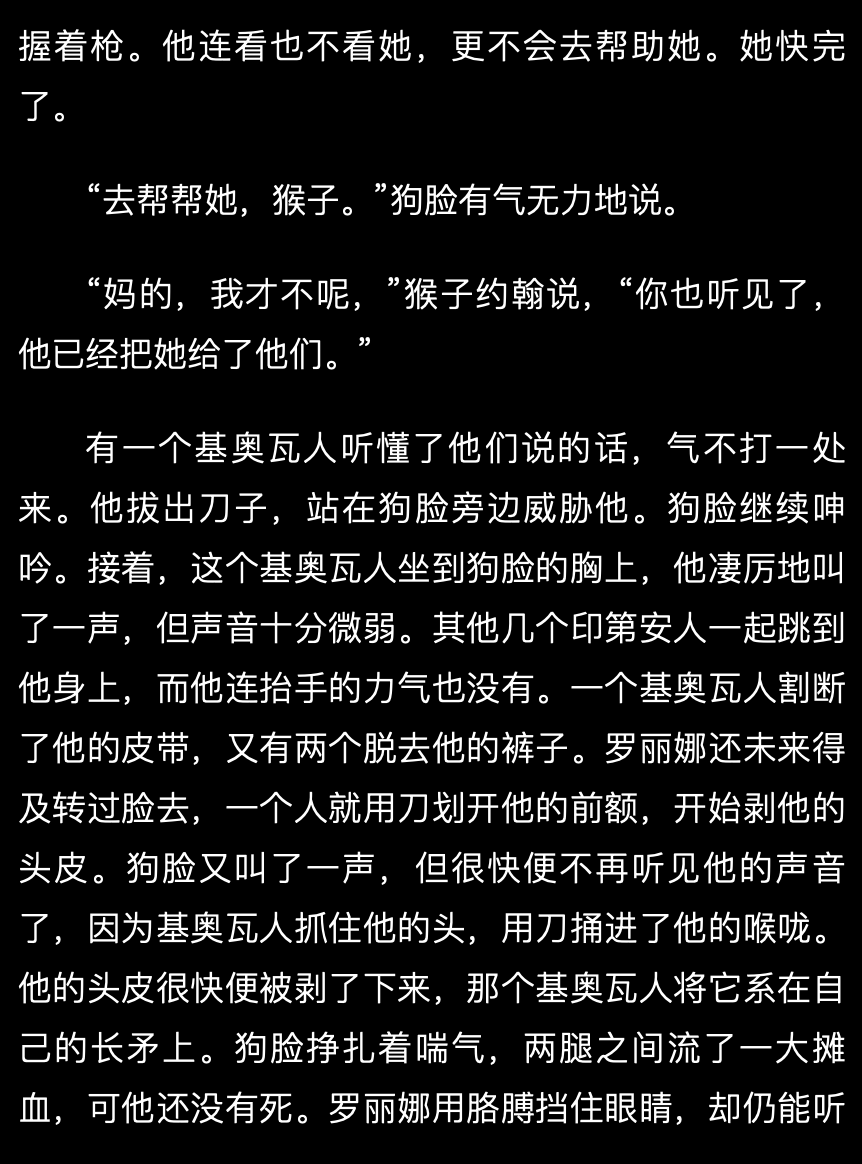 握着枪。他连看也不看她，更不会去帮助她。她快完
了。
“去帮帮她，猴子。”狗脸有气无力地说。
“妈的，我才不呢，”猴子约翰说，“你也听见了，
他已经把她给了他们。”
有一个基奥瓦人听懂了他们说的话，气不打一处
来。他拔出刀子，站在狗脸旁边威胁他。狗脸继续呻
吟。接着，这个基奥瓦人坐到狗脸的胸上，他凄厉地叫
了一声，但声音十分微弱。其他几个印第安人一起跳到
他身上，而他连抬手的力气也没有。一个基奥瓦人割断
了他的皮带，又有两个脱去他的裤子。罗丽娜还未来得
及转过脸去，一个人就用刀划开他的前额，开始剥他的
头皮。狗脸又叫了一声，但很快便不再听见他的声音
了，因为基奥瓦人抓住他的头，用刀捅进了他的喉咙。
他的头皮很快便被剥了下来，那个基奥瓦人将它系在自
己的长矛上。狗脸挣扎着喘气，两腿之间流了一大摊
血，可他还没有死。罗丽娜用胳膊挡住眼睛，却仍能听